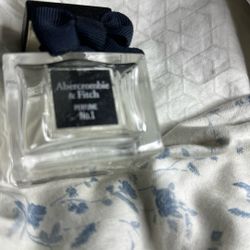 Abercrombie
& Fitch
PERFUME
No.1